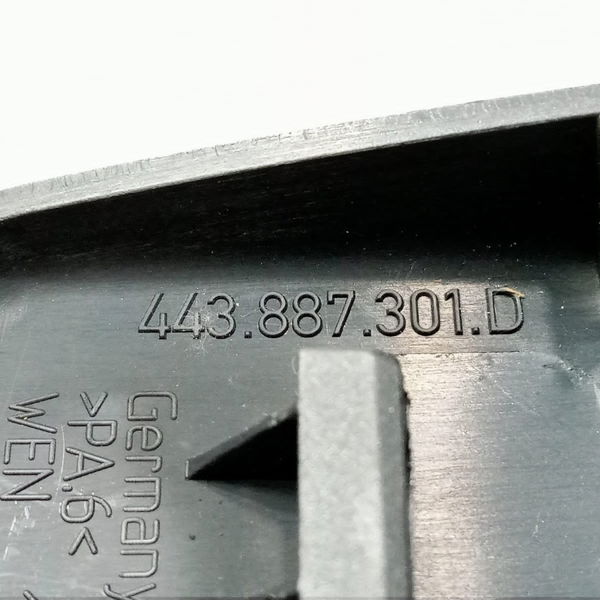 443.887.301.D
Germany
>PA.6<
WEN